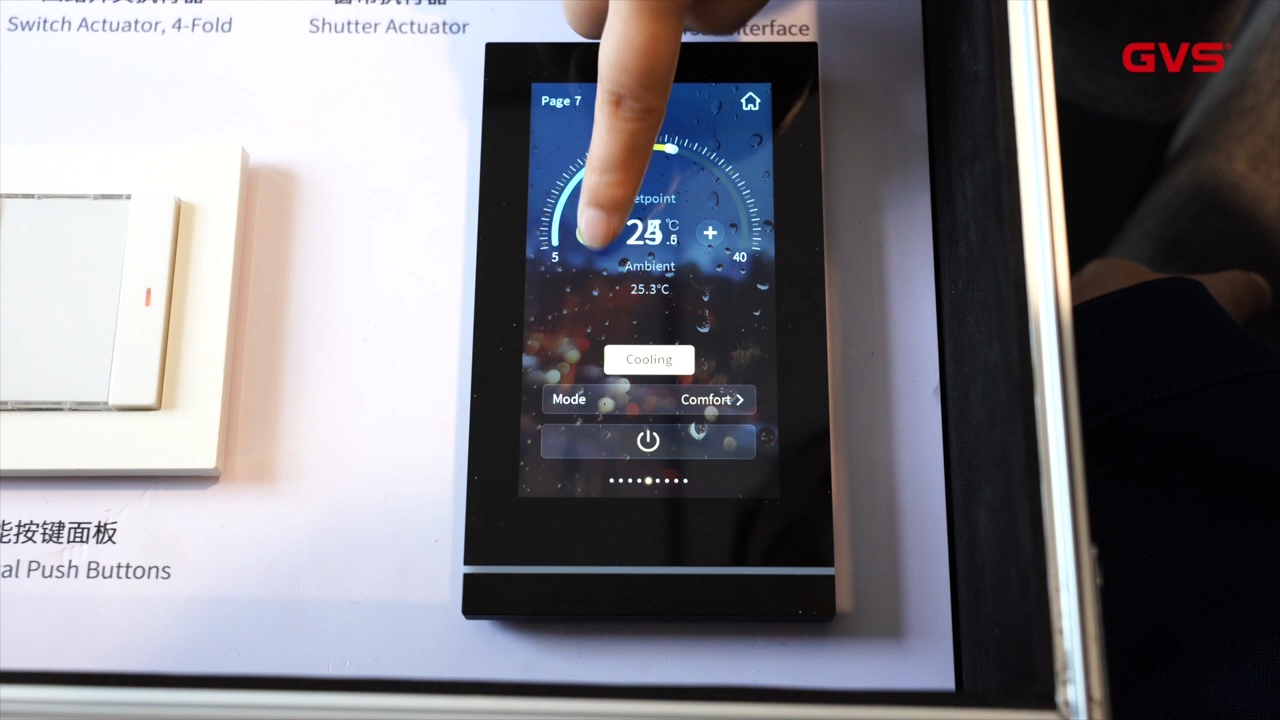 Switch Actuator, 4-Fold
Shutter Actuator
terface
GVS
Page 7
etpoint
℃
5
40
Ambient
25.3°C
Cooling
Mode
Comfort
能按键面板
al Push Buttons